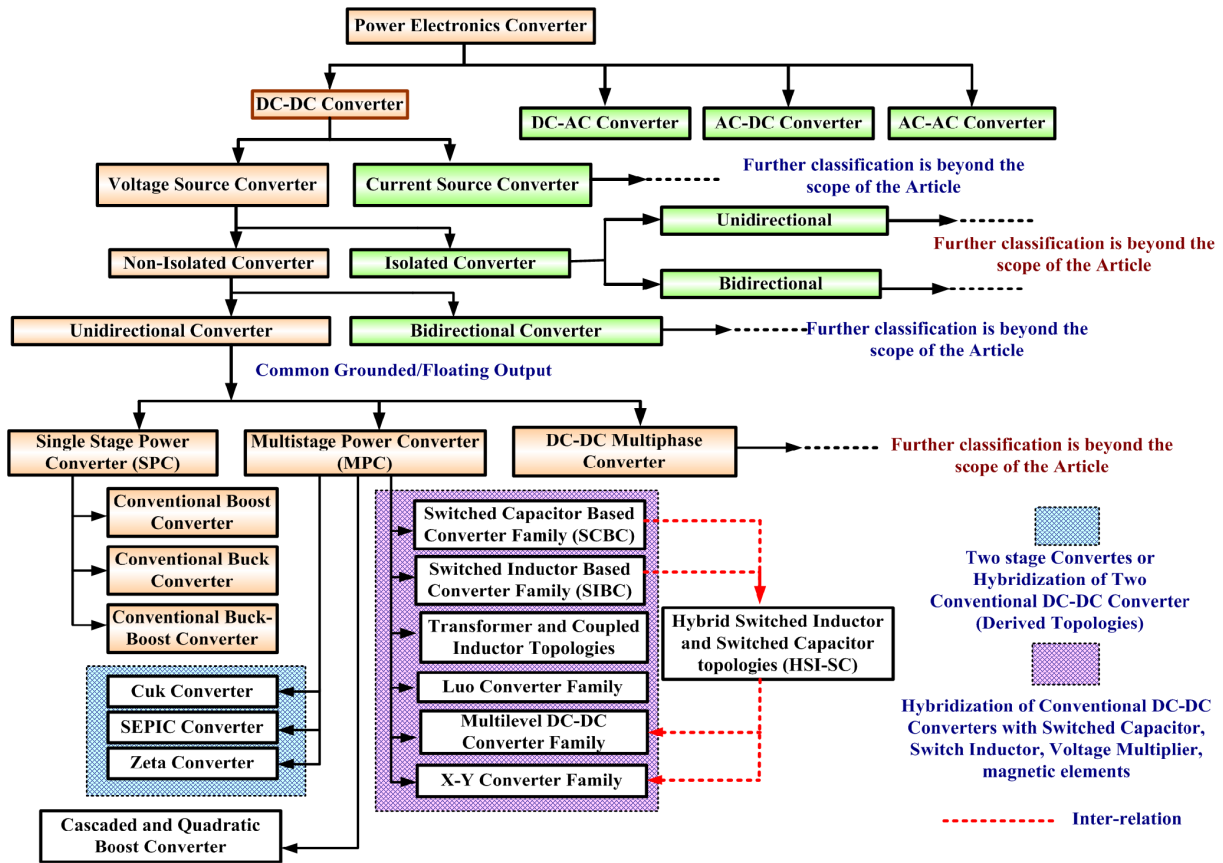 Power Electronics Converter
DC-DC Converter
DC-AC Converter
AC-DC Converter
AC-AC Converter
Voltage Source Converter
Current Source Converter
Further classification is beyond the
scope of the Article
Unidirectional
Non-Isolated Converter
Isolated Converter
Further classification is beyond the
scope of the Article
Bidirectional
Unidirectional Converter
Bidirectional Converter
Further classification is beyond the
scope of the Article
Common Grounded/Floating Output
Single Stage Power
Converter (SPC)
Multistage Power Converter
(MPC)
DC-DC Multiphase
Converter
Further classification is beyond the
scope of the Article
Conventional Boost
Converter
Conventional Buck
Converter
Conventional Buck-
Boost Converter
Switched Capacitor Based
Converter Family (SCBC)
Switched Inductor Based
Converter Family (SIBC)
Transformer and Coupled
Inductor Topologies
Luo Converter Family
Multilevel DC-DC
Converter Family
X-Y Converter Family
Hybrid Switched Inductor
and Switched Capacitor
topologies (HSI-SC)
Cuk Converter
SEPIC Converter
Zeta Converter
Cascaded and Quadratic
Boost Converter
Two stage Convertes or
Hybridization of Two
Conventional DC-DC Converter
(Derived Topologies)
Hybridization of Conventional DC-DC
Converters with Switched Capacitor,
Switch Inductor, Voltage Multiplier,
magnetic elements
Inter-relation